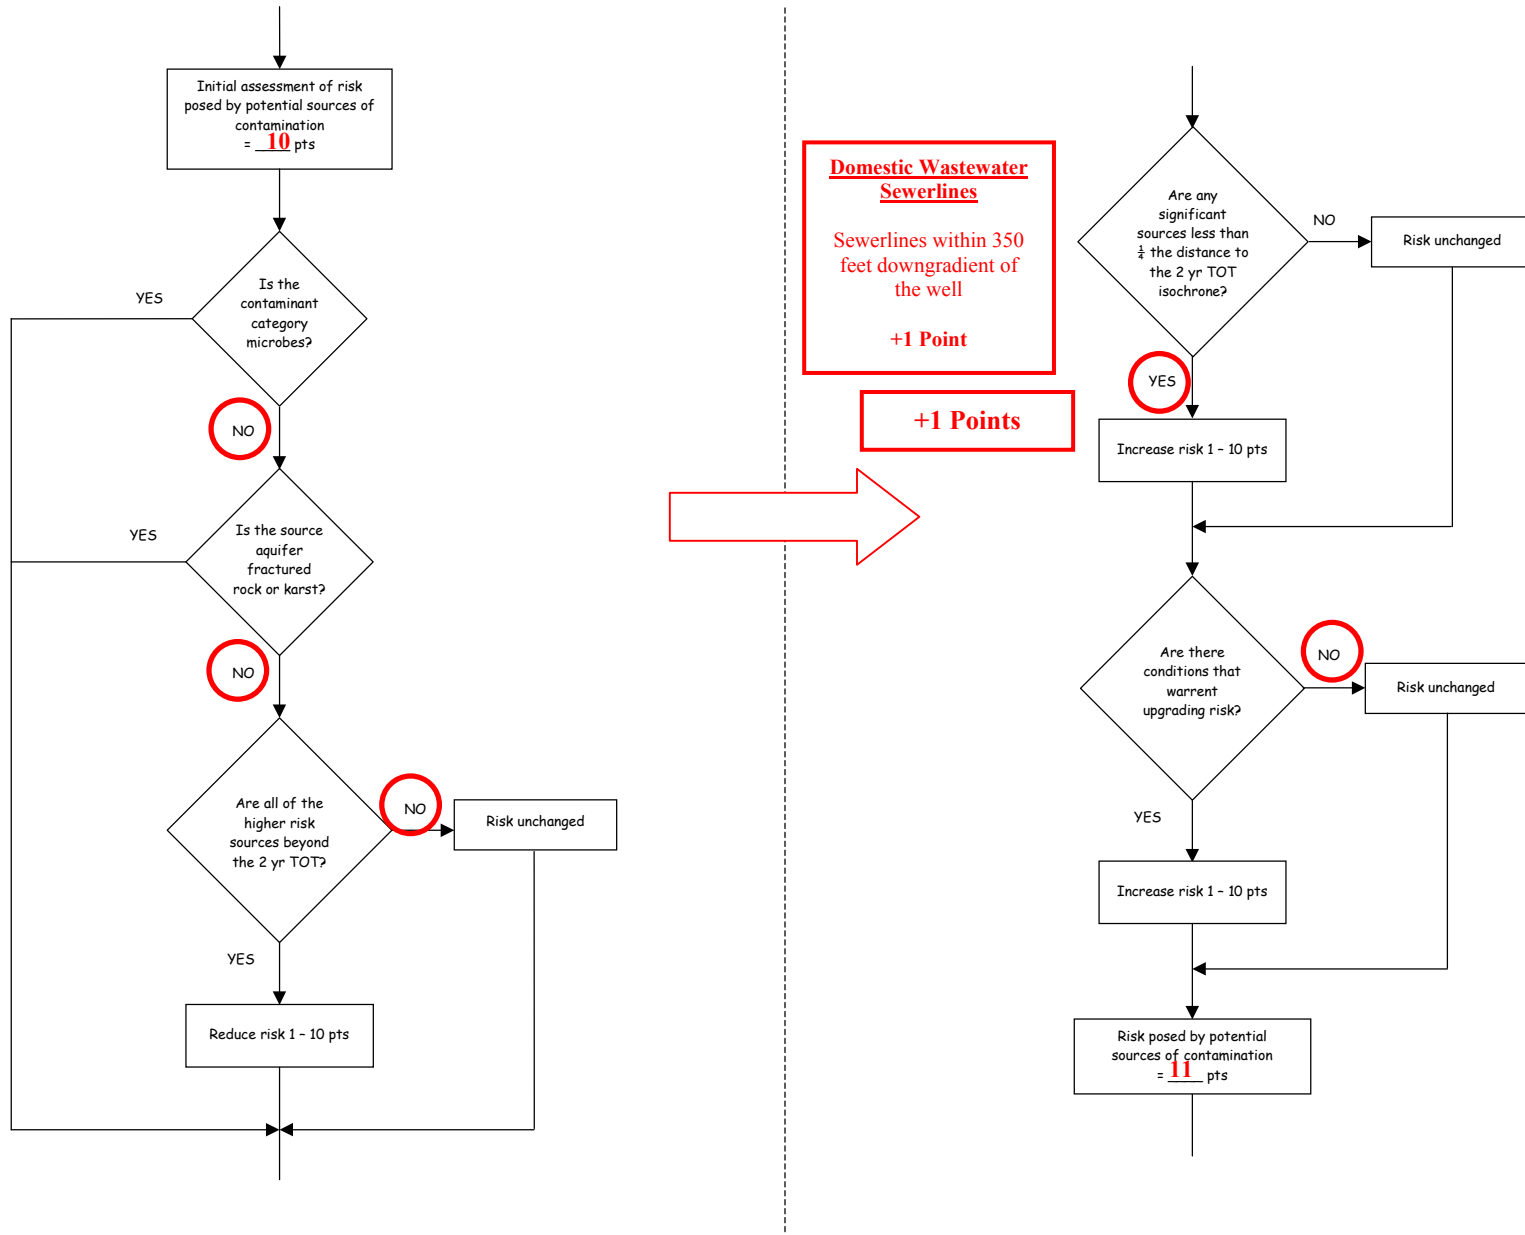 Initial assessment of risk
posed by potential sources of
contamination
= 10 pts
Is the
contaminant
category
microbes?
YES
NO
Is the source
aquifer
fractured
rock or karst?
YES
NO
Are all of the
higher risk
sources beyond
the 2 yr TOT?
NO
Risk unchanged
YES
Reduce risk 1 – 10 pts
Domestic Wastewater
Sewerlines
Sewerlines within 350
feet downgradient of
the well
+1 Point
+1 Points
Are any
significant
sources less than
¼ the distance to
the 2 yr TOT
isochrone?
NO
Risk unchanged
YES
Increase risk 1 – 10 pts
Are there
conditions that
warrent
upgrading risk?
NO
Risk unchanged
YES
Increase risk 1 – 10 pts
Risk posed by potential
sources of contamination
= 11 pts